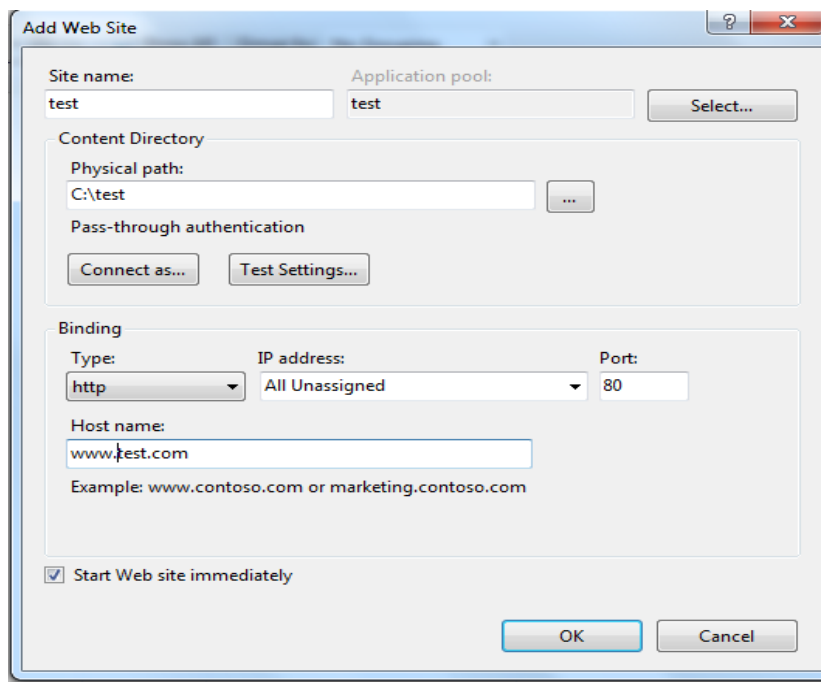 Add Web Site
Site name:
Application pool:
test
test
Select...
Content Directory
Physical path:
C:\test
...
Pass-through authentication
Connect as...
Test Settings...
Binding
Type:
IP address:
Port:
http
All Unassigned
80
Host name:
www.test.com
Example: www.contoso.com or marketing.contoso.com
Start Web site immediately
OK
Cancel